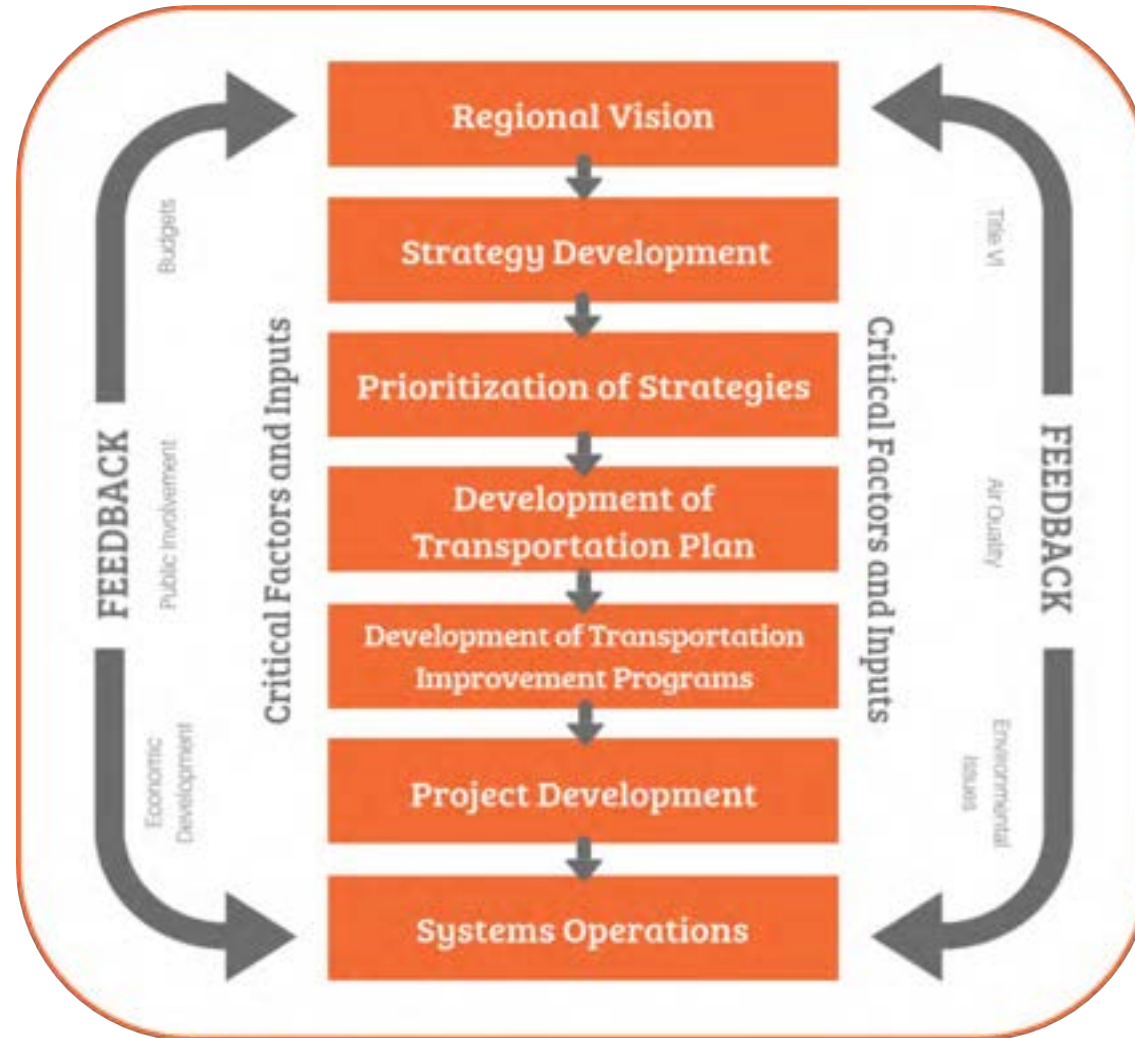 Regional Vision
Strategy Development
Prioritization of Strategies
Development of
Transportation Plan
Development of Transportation
Improvement Programs
Project Development
Systems Operations
FEEDBACK
Budgets
Public Involvement
Economic
Development
Critical Factors and Inputs
Critical Factors and Inputs
Title VI
Air Quality
Environmental
Issues
FEEDBACK